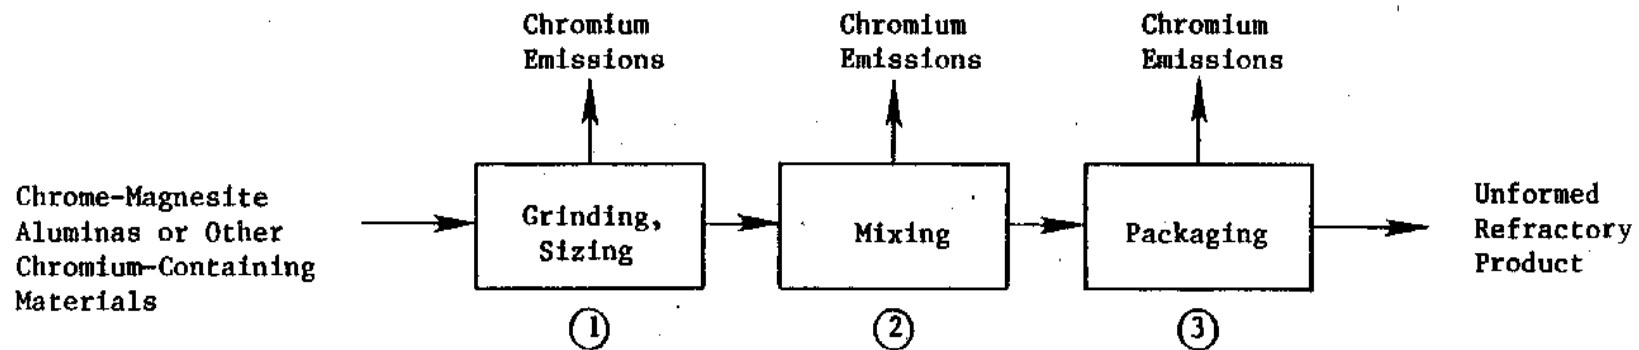 Chromium
Emissions
Chromium
Emissions
Chromium
Emissions
Chrome-Magnesite
Aluminas or Other
Chromium-Containing
Materials
Grinding,
Sizing
Mixing
Packaging
Unformed
Refractory
Product
1
2
3